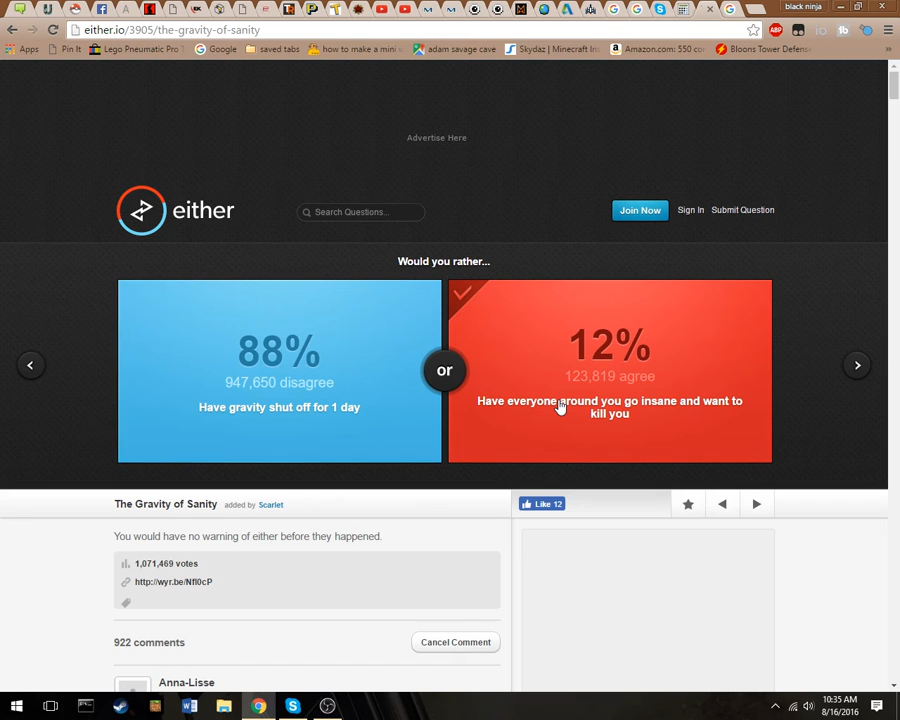 black ninja
either.io/3905/the-gravity-of-sanity
Apps
Pin It
Lego Pneumatic Pro T
Google
saved tabs
how to make a mini u
adam savage cave
Skydaz | Minecraft Ins
Amazon.com: 550 co
Bloons Tower Defens
Advertise Here
either
Search Questions...
Join Now
Sign In
Submit Question
Would you rather...
88%
947,650 disagree
Have gravity shut off for 1 day
or
12%
123,819 agree
Have everyone around you go insane and want to
kill you
The Gravity of Sanity
added by Scarlet
Like 12
You would have no warning of either before they happened.
1,071,469 votes
http://wyr.be/Nfl0cP
922 comments
Cancel Comment
Anna-Lisse
10:35 AM
8/16/2016